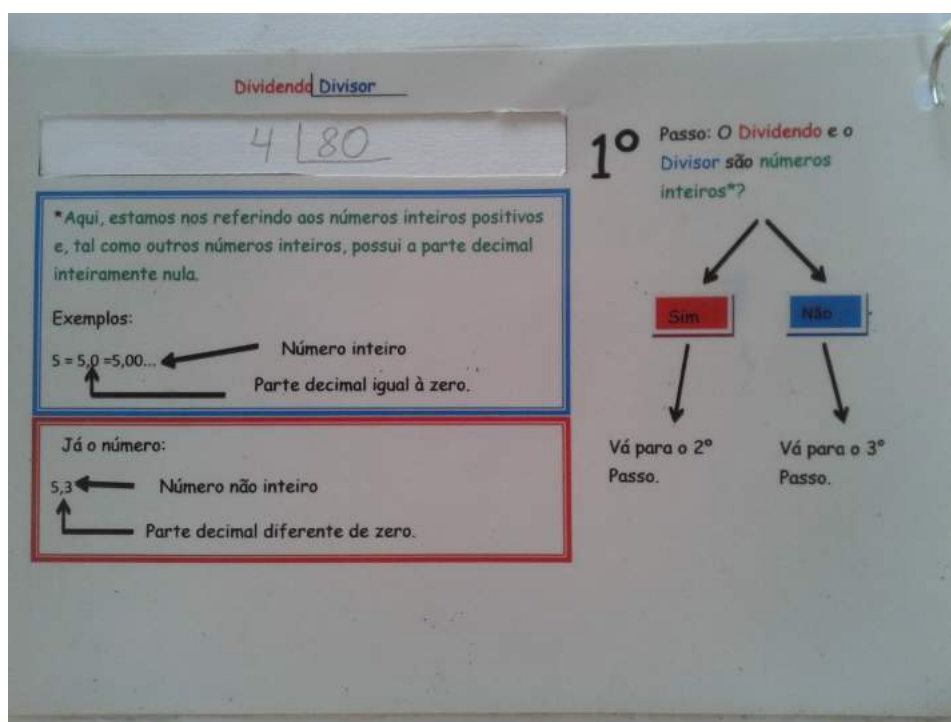 Dividendo Divisor
4 80
*Aqui, estamos nos referindo aos números inteiros positivos
e, tal como outros números inteiros, possui a parte decimal
inteiramente nula.
Exemplos:
5 = 5,0 =5,00...
Número inteiro
Parte decimal igual à zero.
Já o número:
5,3
Número não inteiro
Parte decimal diferente de zero.
1º
Passo: O Dividendo e o
Divisor são números
inteiros*?
Sim
Não
Vá para o 2º
Passo.
Vá para o 3º
Passo.